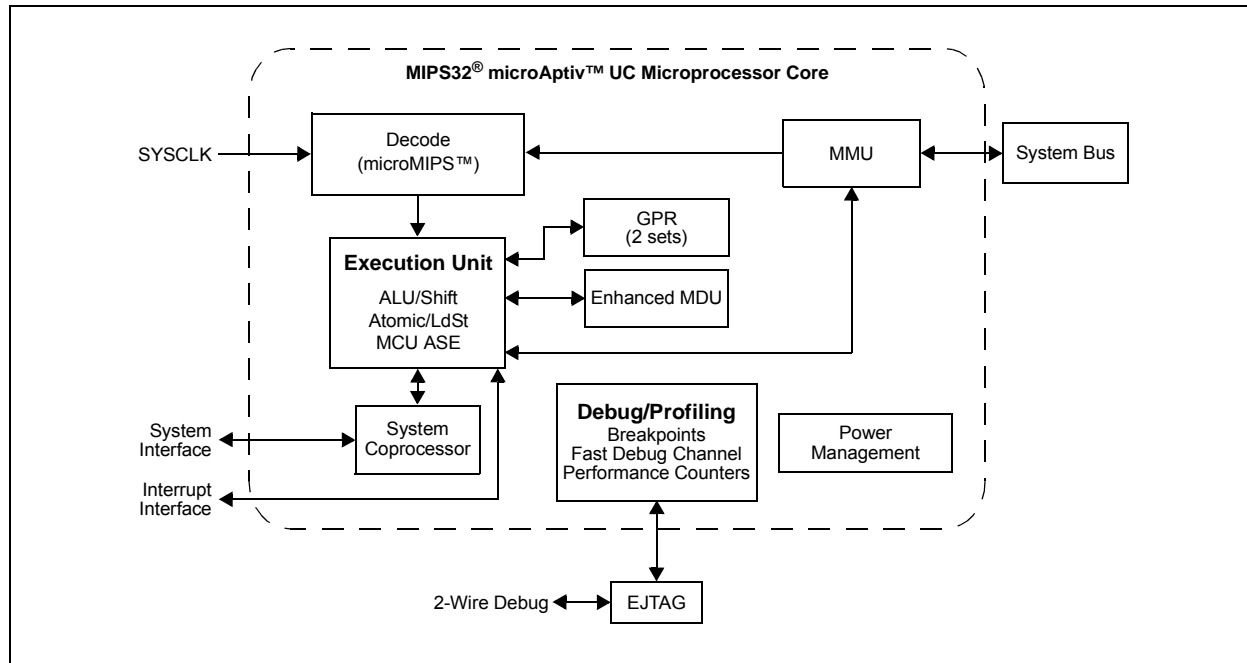 MIPS32® microAptiv™ UC Microprocessor Core
SYSCLK
Decode
(microMIPS™)
MMU
System Bus
GPR
(2 sets)
Execution Unit
ALU/Shift
Atomic/LdSt
MCU ASE
Enhanced MDU
Debug/Profiling
Breakpoints
Fast Debug Channel
Performance Counters
Power
Management
System
Coprocessor
System
Interface
Interrupt
Interface
2-Wire Debug
EJTAG